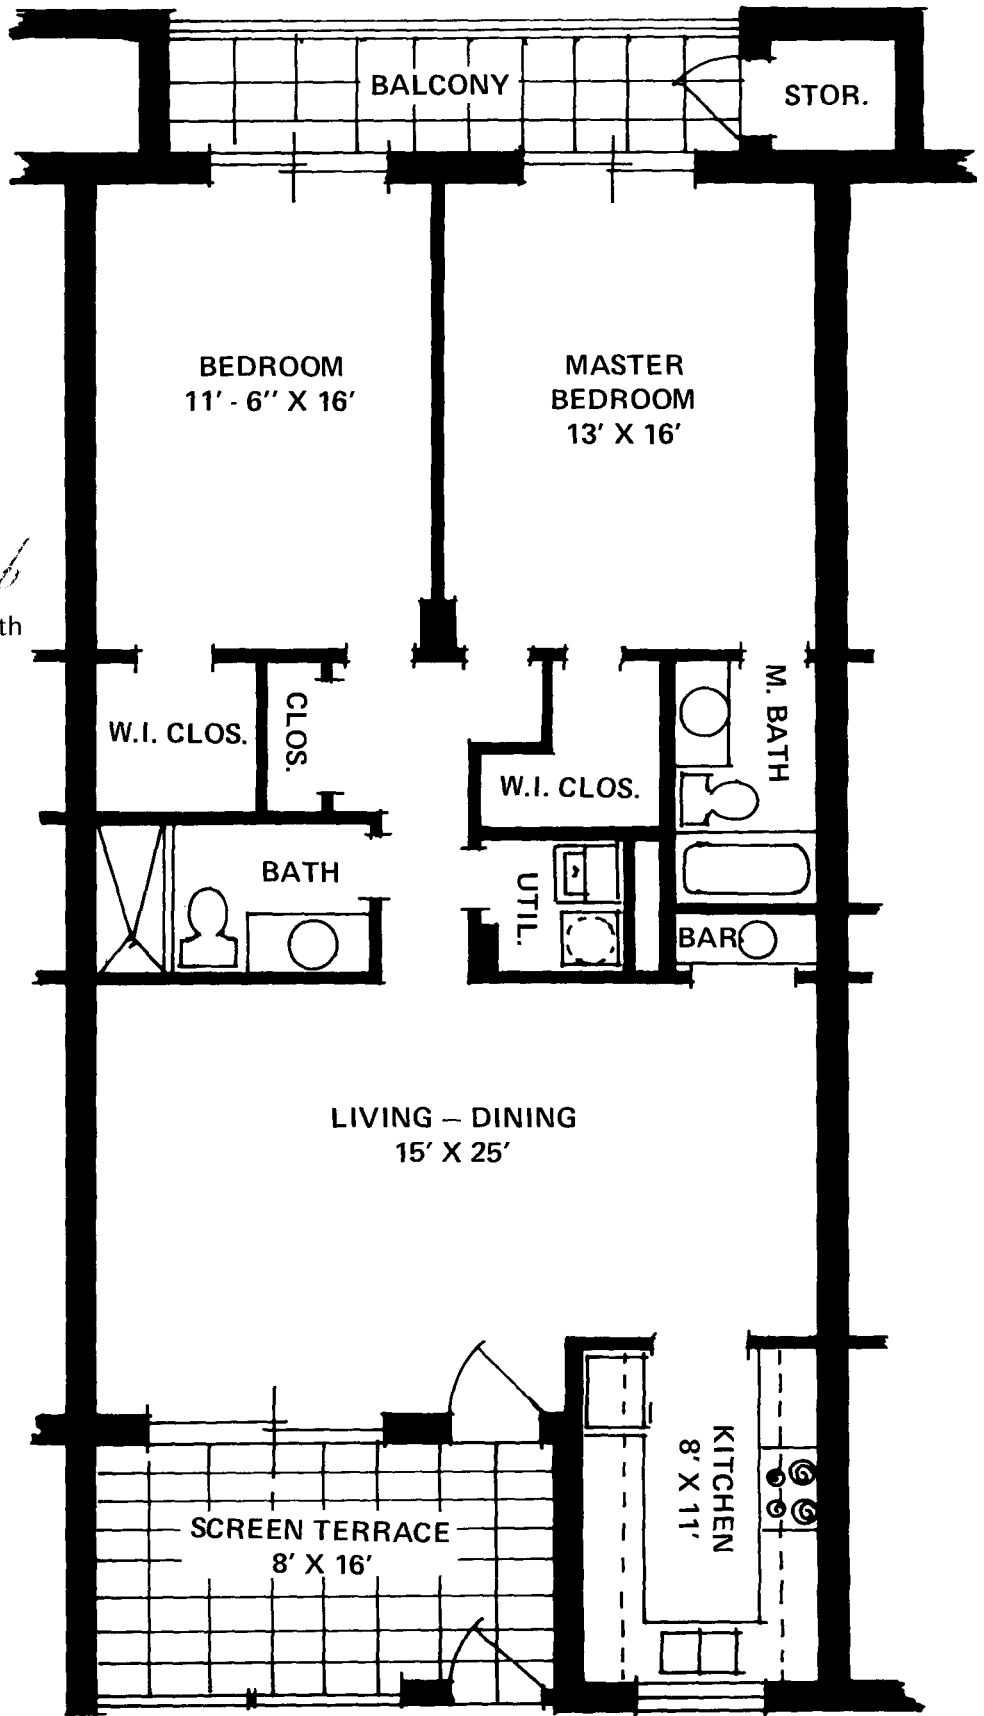 BALCONY
STOR.
BEDROOM
11' - 6'' X 16'
MASTER
BEDROOM
13' X 16'
th
W.I. CLOS.
CLOS.
W.I. CLOS.
M. BATH
BATH
UTIL.
BAR
LIVING – DINING
15' X 25'
KITCHEN
8' X 11'
SCREEN TERRACE
8' X 16'